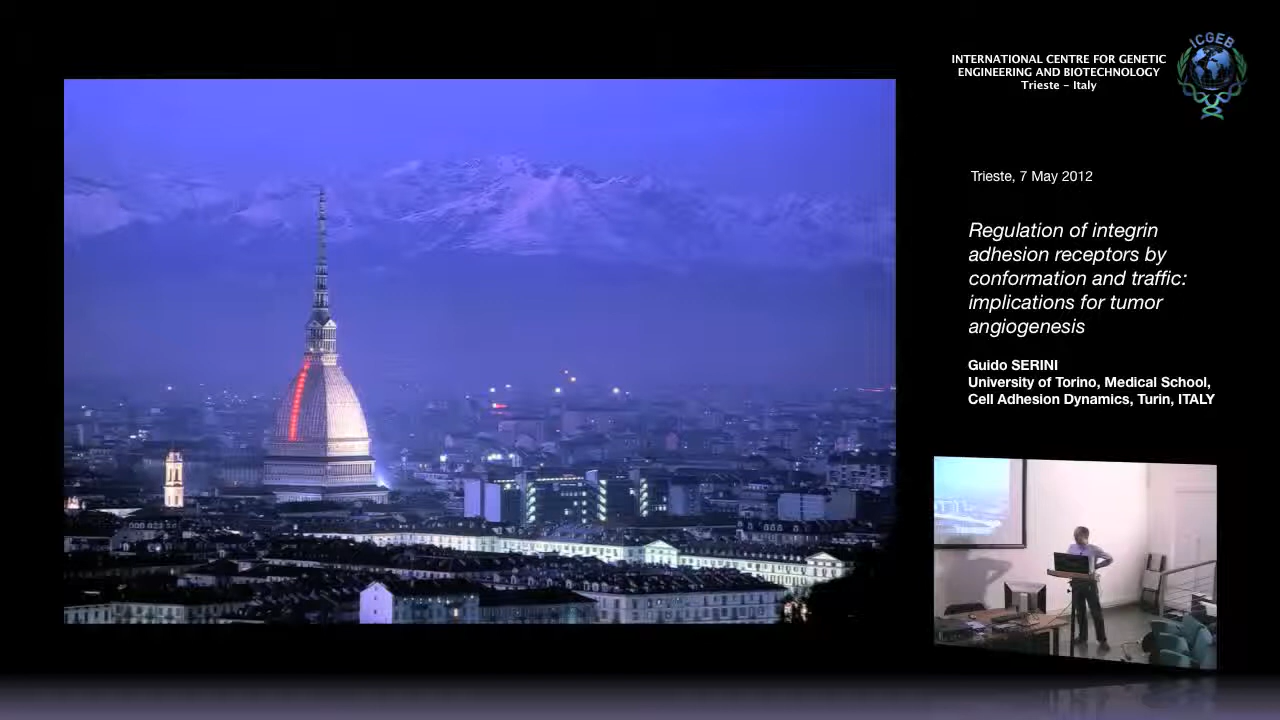 INTERNATIONAL CENTRE FOR GENETIC
ENGINEERING AND BIOTECHNOLOGY
Trieste - Italy
ICGEB
Trieste, 7 May 2012
Regulation of integrin
adhesion receptors by
conformation and traffic:
implications for tumor
angiogenesis
Guido SERINI
University of Torino, Medical School,
Cell Adhesion Dynamics, Turin, ITALY